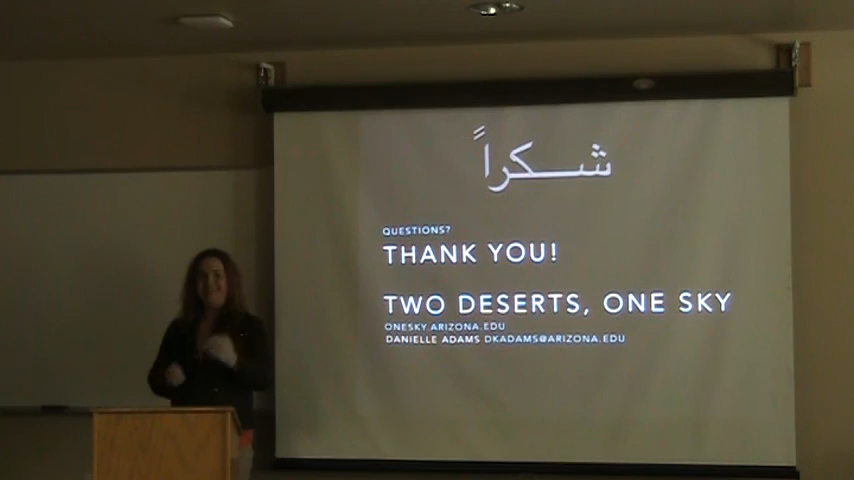 شكراً
QUESTIONS?
THANK YOU!
TWO DESERTS, ONE SKY
ONESKY.ARIZONA.EDU
DANIELLE ADAMS DKADAMS@ARIZONA.EDU